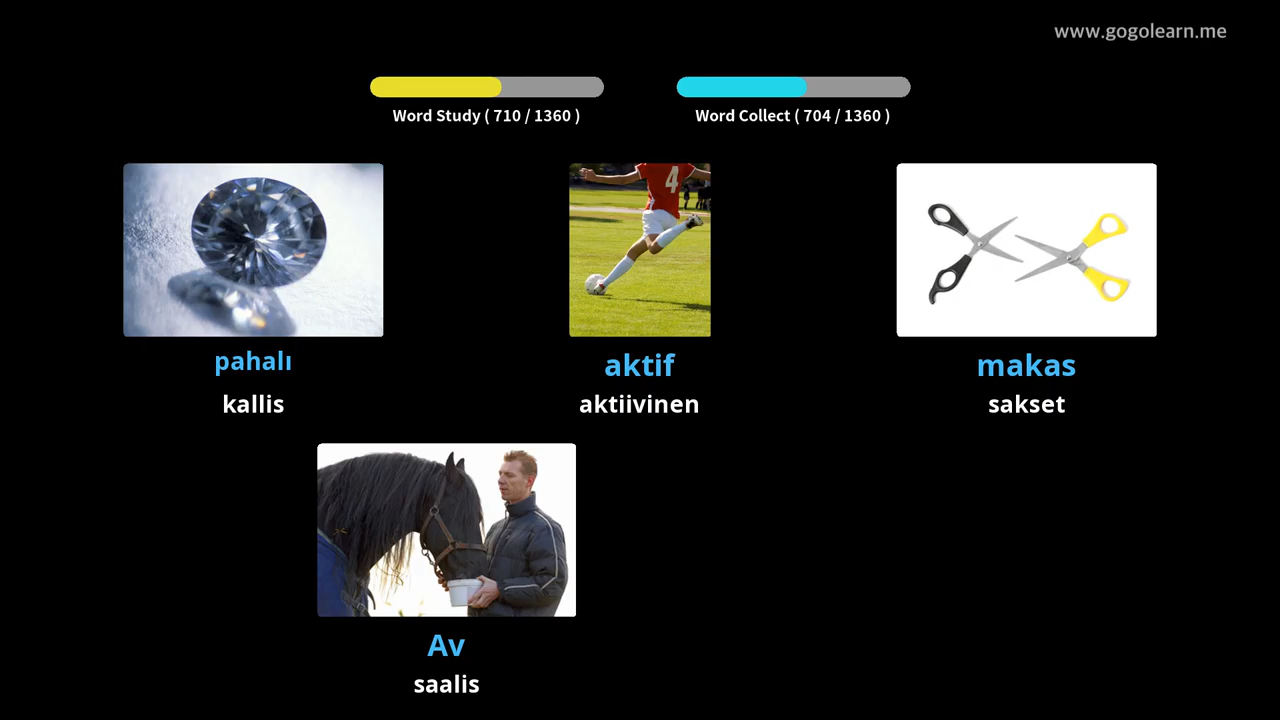 www.gogolearn.me
Word Study ( 710 / 1360 )
Word Collect ( 704 / 1360 )
4
pahalı
aktif
makas
kallis
aktiivinen
sakset
Av
saalis